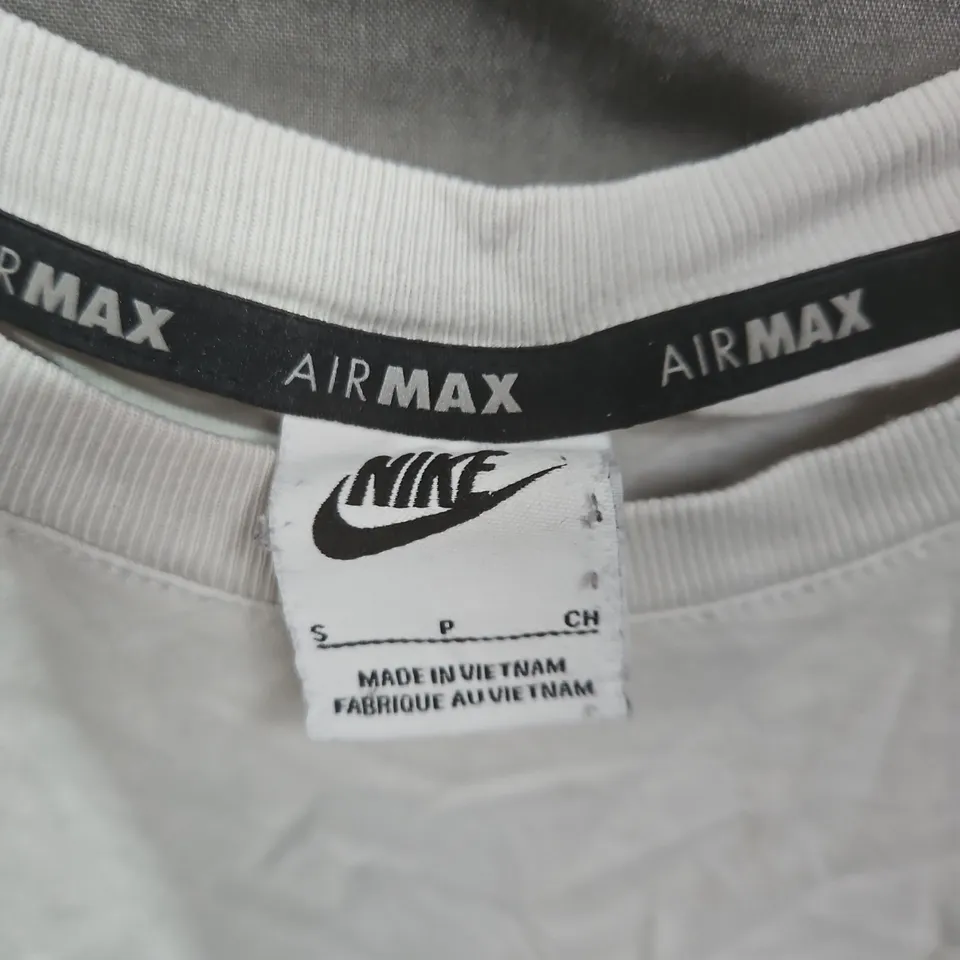 RMAX
AIRMAX
AIRMAX
NIKE
S P CH
MADE IN VIETNAM
FABRIQUE AU VIETNAM